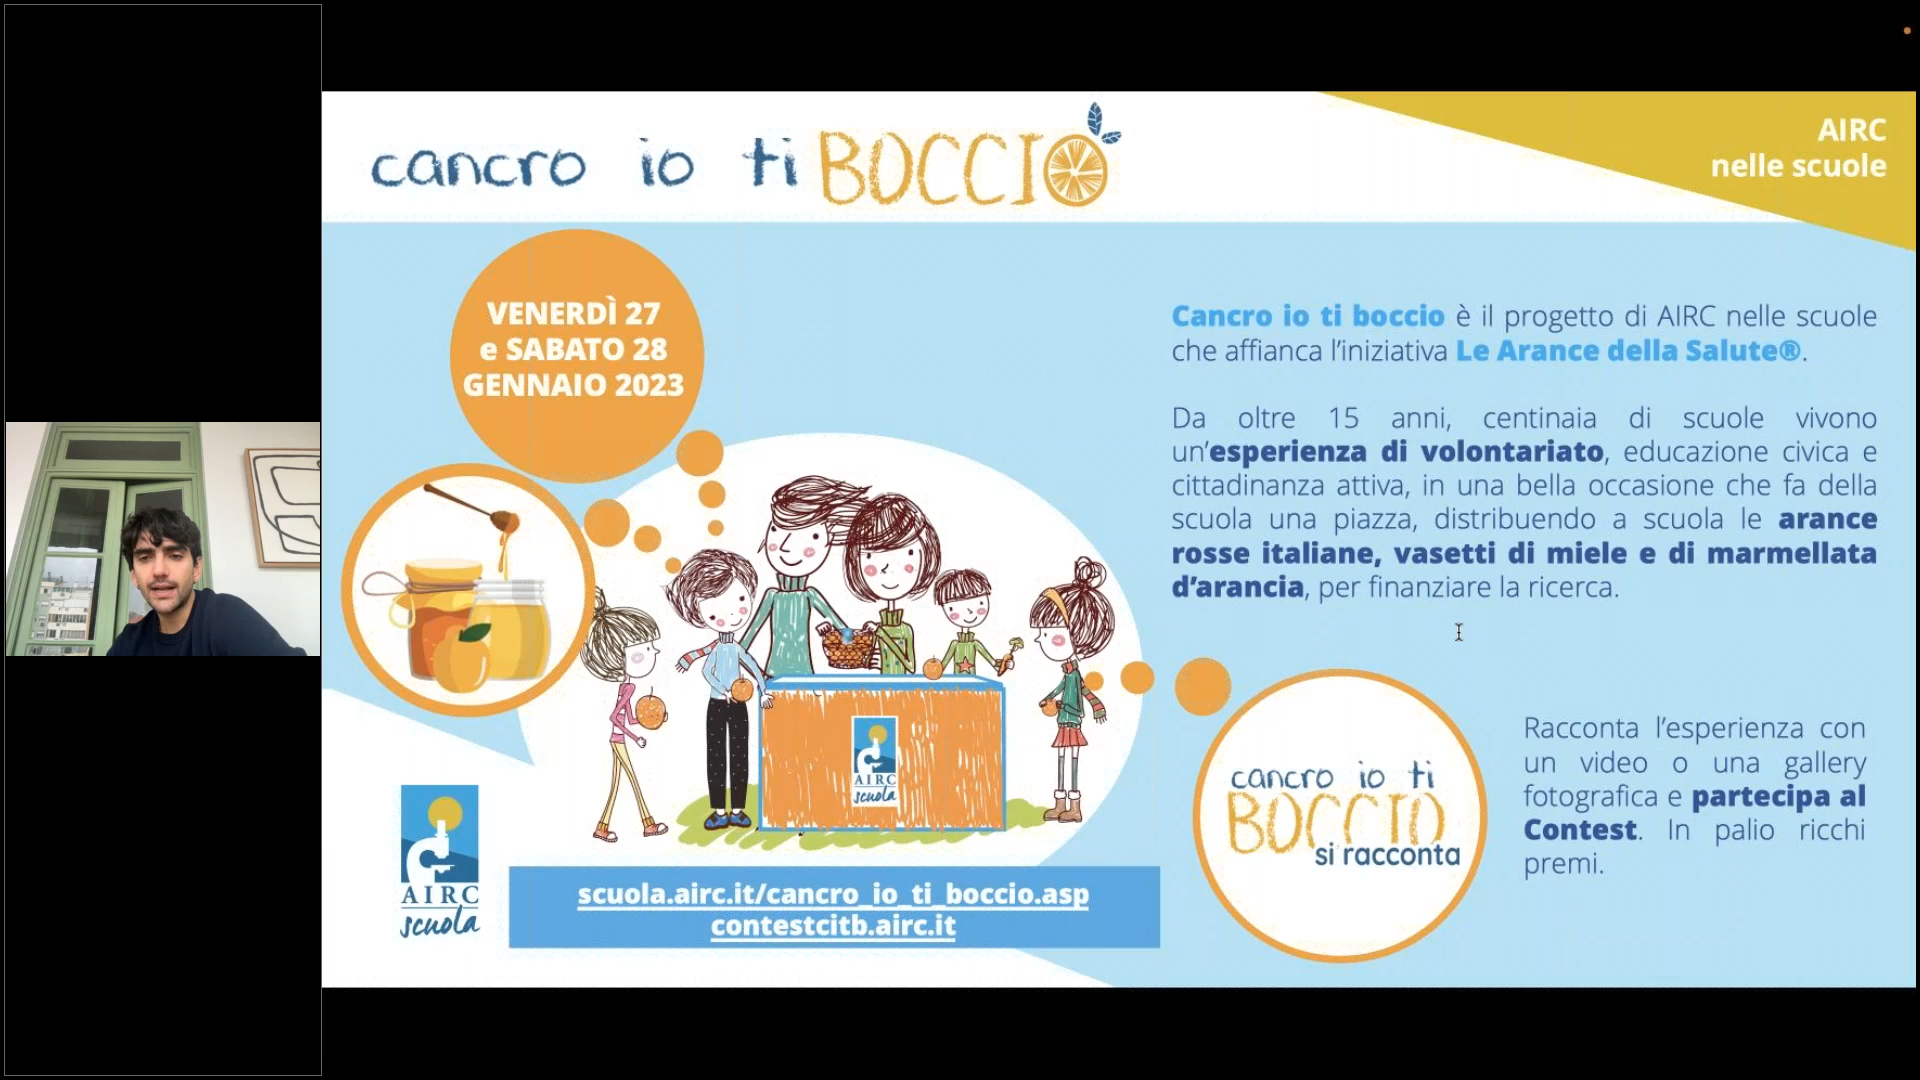 cancro io ti BOCCIO
AIRC
nelle scuole
VENERDÌ 27
e SABATO 28
GENNAIO 2023
Cancro io ti boccio è il progetto di AIRC nelle scuole
che affianca l’iniziativa Le Arance della Salute®.
Da oltre 15 anni, centinaia di scuole vivono
un’esperienza di volontariato, educazione civica e
cittadinanza attiva, in una bella occasione che fa della
scuola una piazza, distribuendo a scuola le arance
rosse italiane, vasetti di miele e di marmellata
d’arancia, per finanziare la ricerca.
AIRC
scuola
cancro io ti
BOCCIO
si racconta
Racconta l’esperienza con
un video o una gallery
fotografica e partecipa al
Contest. In palio ricchi
premi.
AIRC
scuola
scuola.airc.it/cancro_io_ti_boccio.asp
contestcitb.airc.it